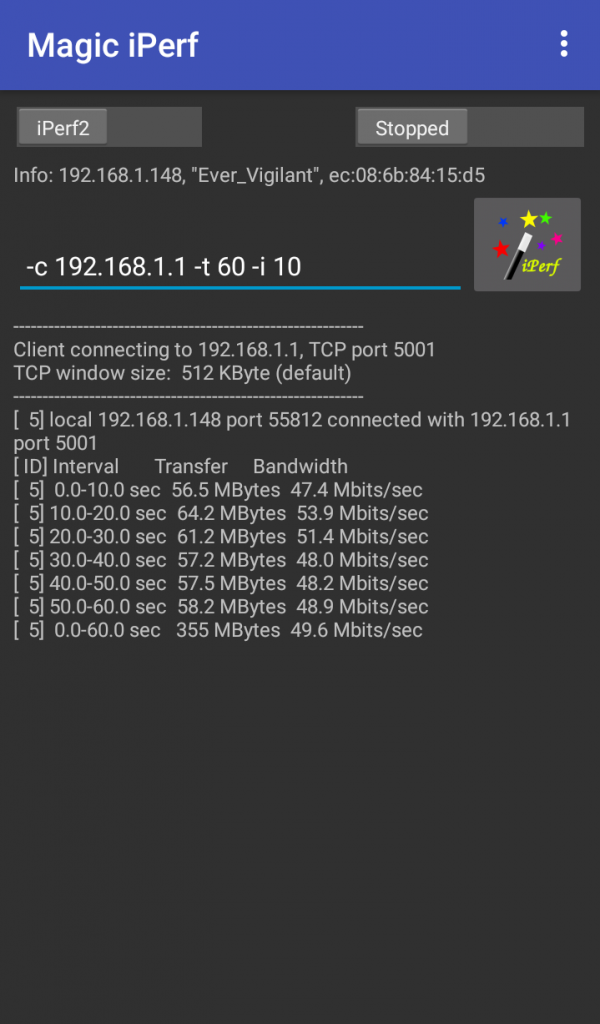 Magic iPerf
iPerf2
Stopped
Info: 192.168.1.148, "Ever_Vigilant", ec:08:6b:84:15:d5
iPerf
-c 192.168.1.1 -t 60 -i 10
------------------------------------------------------------
Client connecting to 192.168.1.1, TCP port 5001
TCP window size:  512 KByte (default)
------------------------------------------------------------
[  5] local 192.168.1.148 port 55812 connected with 192.168.1.1
port 5001
[ ID] Interval       Transfer     Bandwidth
[  5]  0.0-10.0 sec  56.5 MBytes  47.4 Mbits/sec
[  5] 10.0-20.0 sec  64.2 MBytes  53.9 Mbits/sec
[  5] 20.0-30.0 sec  61.2 MBytes  51.4 Mbits/sec
[  5] 30.0-40.0 sec  57.2 MBytes  48.0 Mbits/sec
[  5] 40.0-50.0 sec  57.5 MBytes  48.2 Mbits/sec
[  5] 50.0-60.0 sec  58.2 MBytes  48.9 Mbits/sec
[  5]  0.0-60.0 sec   355 MBytes  49.6 Mbits/sec